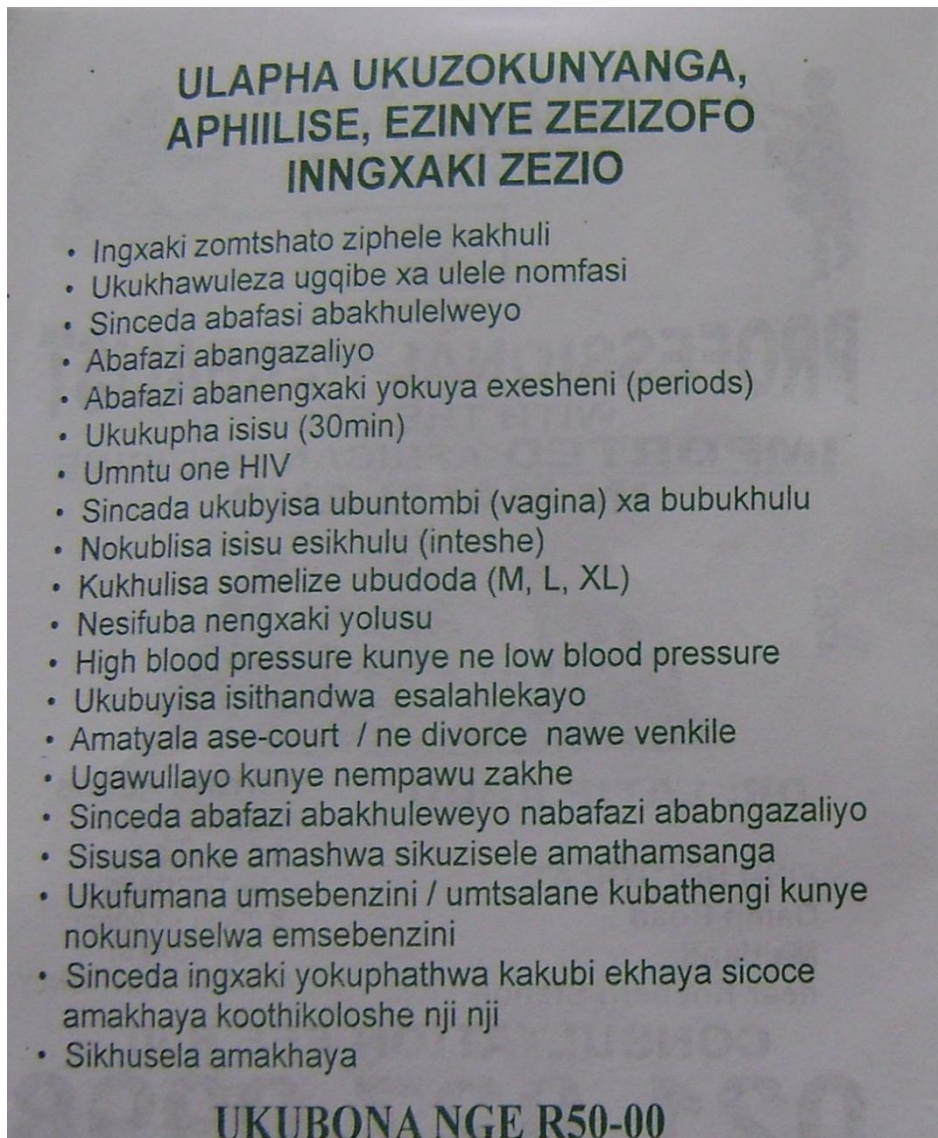 ULAPHA UKUZOKUNYANGA,
APHIILISE, EZINYE ZEZIZOFO
INNGXAKI ZEZIO
• Ingxaki zomtshato ziphele kakhuli
• Ukukhawuleza ugqibe xa ulele nomfasi
• Sinceda abafasi abakhulelweyo
• Abafazi abangazaliyo
• Abafazi abanengxaki yokuya exesheni (periods)
• Ukukupha isisu (30min)
• Umntu one HIV
• Sincada ukubyisa ubuntombi (vagina) xa bubukhulu
• Nokublisa isisu esikhulu (inteshe)
• Kukhulisa somelize ubudoda (M, L, XL)
• Nesifuba nengxaki yolusu
• High blood pressure kunye ne low blood pressure
• Ukubuyisa isithandwa esalahlekayo
• Amatyala ase-court / ne divorce nawe venkile
• Ugawullayo kunye nempawu zakhe
• Sinceda abafazi abakhuleweyo nabafazi ababngazaliyo
• Sisusa onke amashwa sikuzisele amathamsanga
• Ukufumana umsebenzini / umtsalane kubathengi kunye
nokunyuselwa emsebenzini
• Sinceda ingxaki yokuphathwa kakubi ekhaya sicoce
amakhaya koothikoloshe nji nji
• Sikhusela amakhaya
UKUBONA NGE R50-00